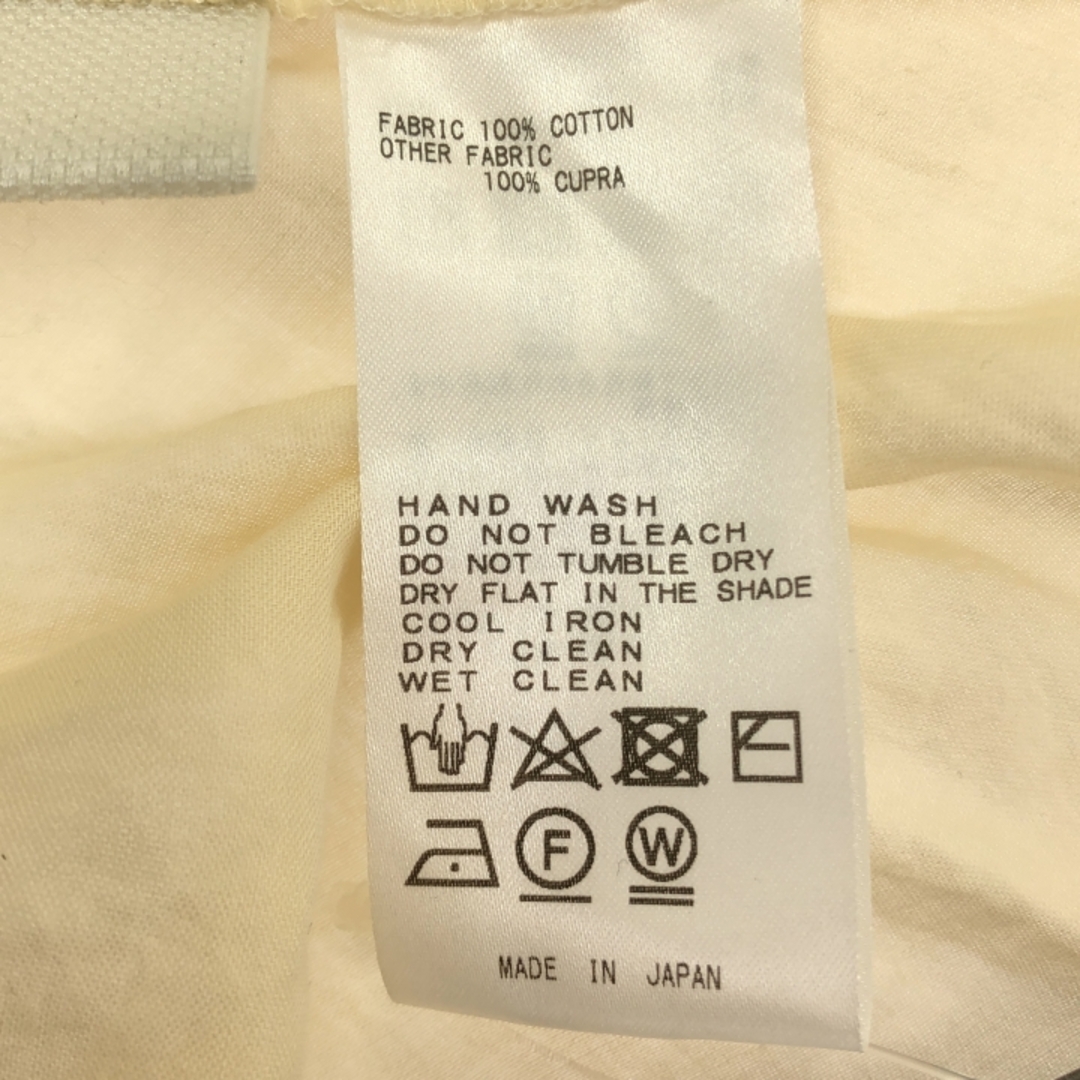 FABRIC 100% COTTON
OTHER FABRIC
100% CUPRA
HAND WASH
DO NOT BLEACH
DO NOT TUMBLE DRY
DRY FLAT IN THE SHADE
COOL IRON
DRY CLEAN
WET CLEAN
F W
MADE IN JAPAN